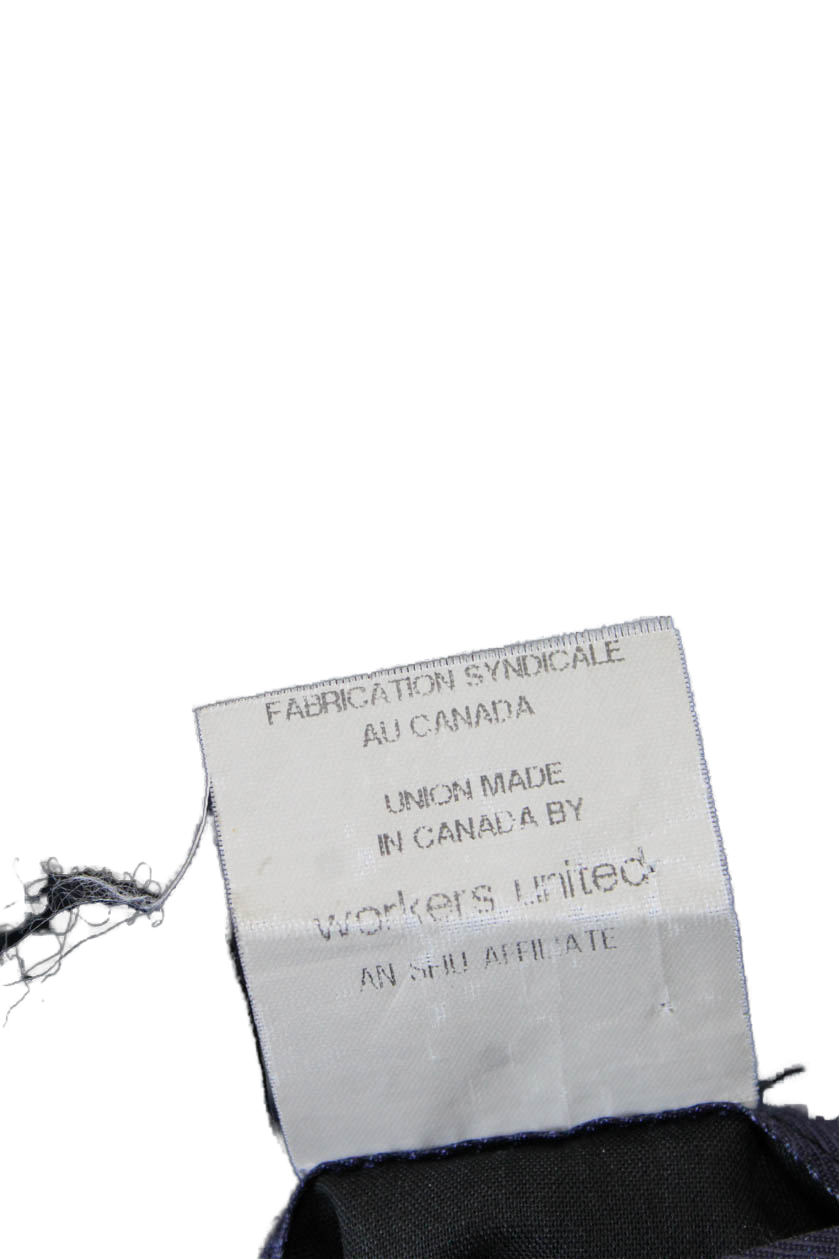 FABRICATION SYNDICALE
AU CANADA
UNION MADE
IN CANADA BY
workers united
AN SEIU AFFILIATE